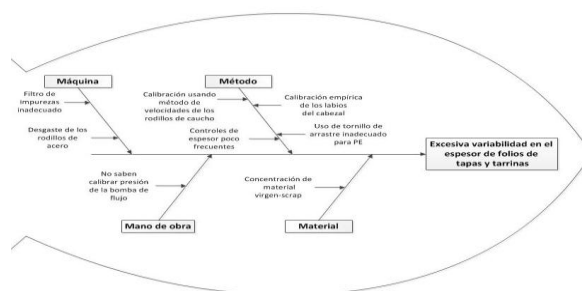 Máquina
Método
Filtro de
impurezas
inadecuado
Desgaste de los
rodillos de
acero
Calibración usando
método de
velocidades de los
rodillos de caucho
Calibración empírica
de los labios
del cabezal
Controles de
espesor poco
frecuentes
Uso de tornillo de
arrastre inadecuado
para PE
Excesiva variabilidad en el
espesor de folios de
tapas y tarrinas
No saben
calibrar presión
de la bomba de
flujo
Concentración de
material
virgen-scrap
Mano de obra
Material